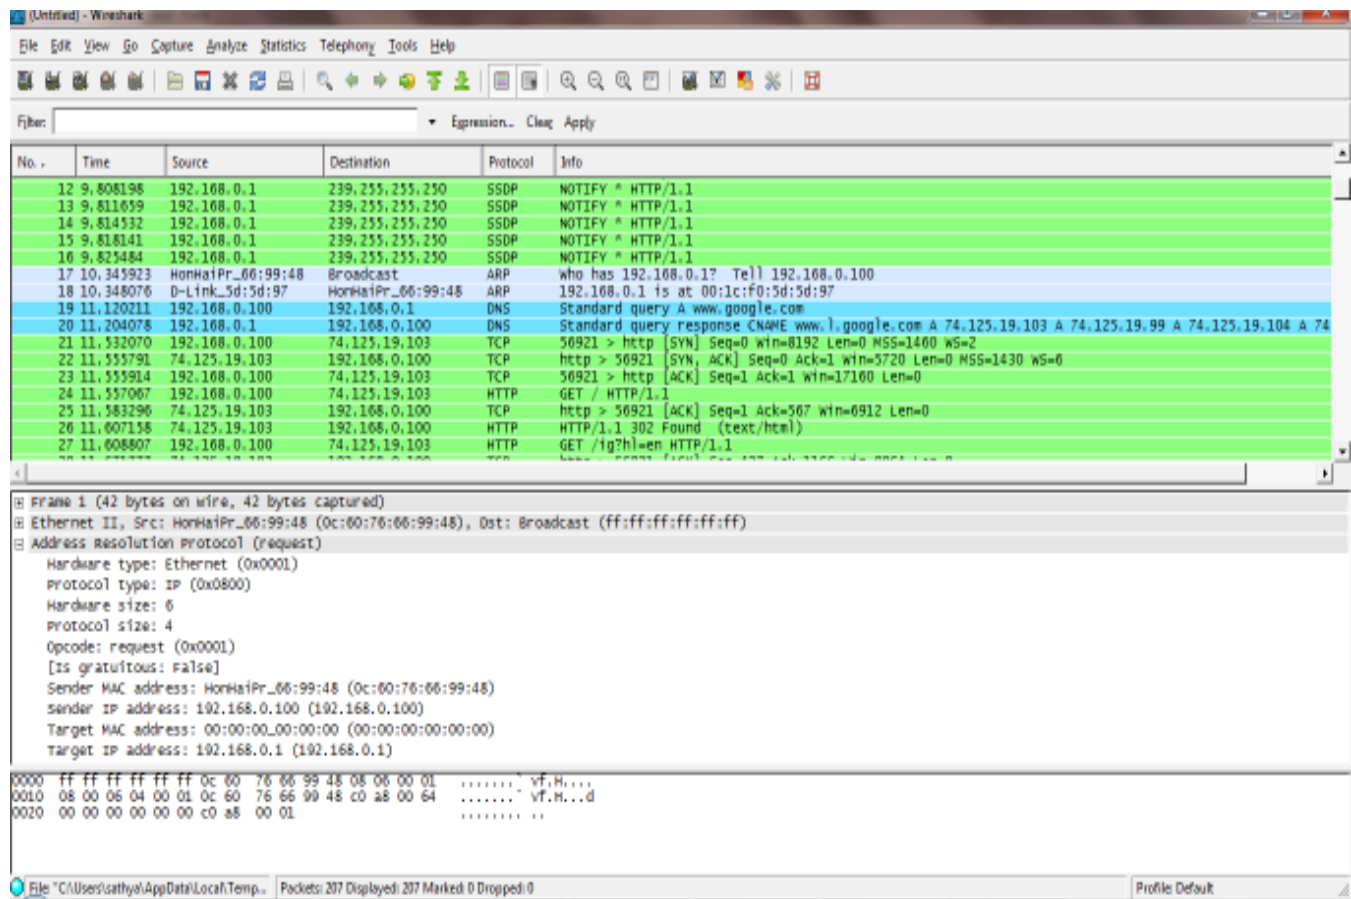 (Untitled) - Wireshark
File Edit View Go Capture Analyze Statistics Telephony Tools Help
Filter: Expression... Clear Apply
No. . Time Source Destination Protocol Info
12 9.808198 192.168.0.1 239.255.255.250 SSDP NOTIFY * HTTP/1.1
13 9.811659 192.168.0.1 239.255.255.250 SSDP NOTIFY * HTTP/1.1
14 9.814532 192.168.0.1 239.255.255.250 SSDP NOTIFY * HTTP/1.1
15 9.818141 192.168.0.1 239.255.255.250 SSDP NOTIFY * HTTP/1.1
16 9.825484 192.168.0.1 239.255.255.250 SSDP NOTIFY * HTTP/1.1
17 10.345923 HonHaiPr_66:99:48 Broadcast ARP Who has 192.168.0.1? Tell 192.168.0.100
18 10.348076 D-Link_5d:5d:97 HonHaiPr_66:99:48 ARP 192.168.0.1 is at 00:1c:f0:5d:5d:97
19 11.120211 192.168.0.100 192.168.0.1 DNS Standard query A www.google.com
20 11.204078 192.168.0.1 192.168.0.100 DNS Standard query response CNAME www.l.google.com A 74.125.19.103 A 74.125.19.99 A 74.125.19.104 A 74
21 11.532070 192.168.0.100 74.125.19.103 TCP 56921 > http [SYN] Seq=0 Win=8192 Len=0 MSS=1460 WS=2
22 11.555791 74.125.19.103 192.168.0.100 TCP http > 56921 [SYN, ACK] Seq=0 Ack=1 Win=5720 Len=0 MSS=1430 WS=6
23 11.555914 192.168.0.100 74.125.19.103 TCP 56921 > http [ACK] Seq=1 Ack=1 Win=17160 Len=0
24 11.557067 192.168.0.100 74.125.19.103 HTTP GET / HTTP/1.1
25 11.583296 74.125.19.103 192.168.0.100 TCP http > 56921 [ACK] Seq=1 Ack=567 Win=6912 Len=0
26 11.607158 74.125.19.103 192.168.0.100 HTTP HTTP/1.1 302 Found (text/html)
27 11.608807 192.168.0.100 74.125.19.103 HTTP GET /ig?hl=en HTTP/1.1
Frame 1 (42 bytes on wire, 42 bytes captured)
Ethernet II, Src: HonHaiPr_66:99:48 (0c:60:76:66:99:48), Dst: Broadcast (ff:ff:ff:ff:ff:ff)
Address Resolution Protocol (request)
Hardware type: Ethernet (0x0001)
Protocol type: IP (0x0800)
Hardware size: 6
Protocol size: 4
Opcode: request (0x0001)
[Is gratuitous: False]
Sender MAC address: HonHaiPr_66:99:48 (0c:60:76:66:99:48)
Sender IP address: 192.168.0.100 (192.168.0.100)
Target MAC address: 00:00:00_00:00:00 (00:00:00:00:00:00)
Target IP address: 192.168.0.1 (192.168.0.1)
0000 ff ff ff ff ff ff 0c 60 76 66 99 48 08 06 00 01 .......` vf.H....
0010 08 00 06 04 00 01 0c 60 76 66 99 48 c0 a8 00 64 .......` vf.H...d
0020 00 00 00 00 00 00 c0 a8 00 01 ........ ..
File: "C:\Users\sathya\AppData\Local\Temp... Packets: 207 Displayed: 207 Marked: 0 Dropped: 0 Profile: Default